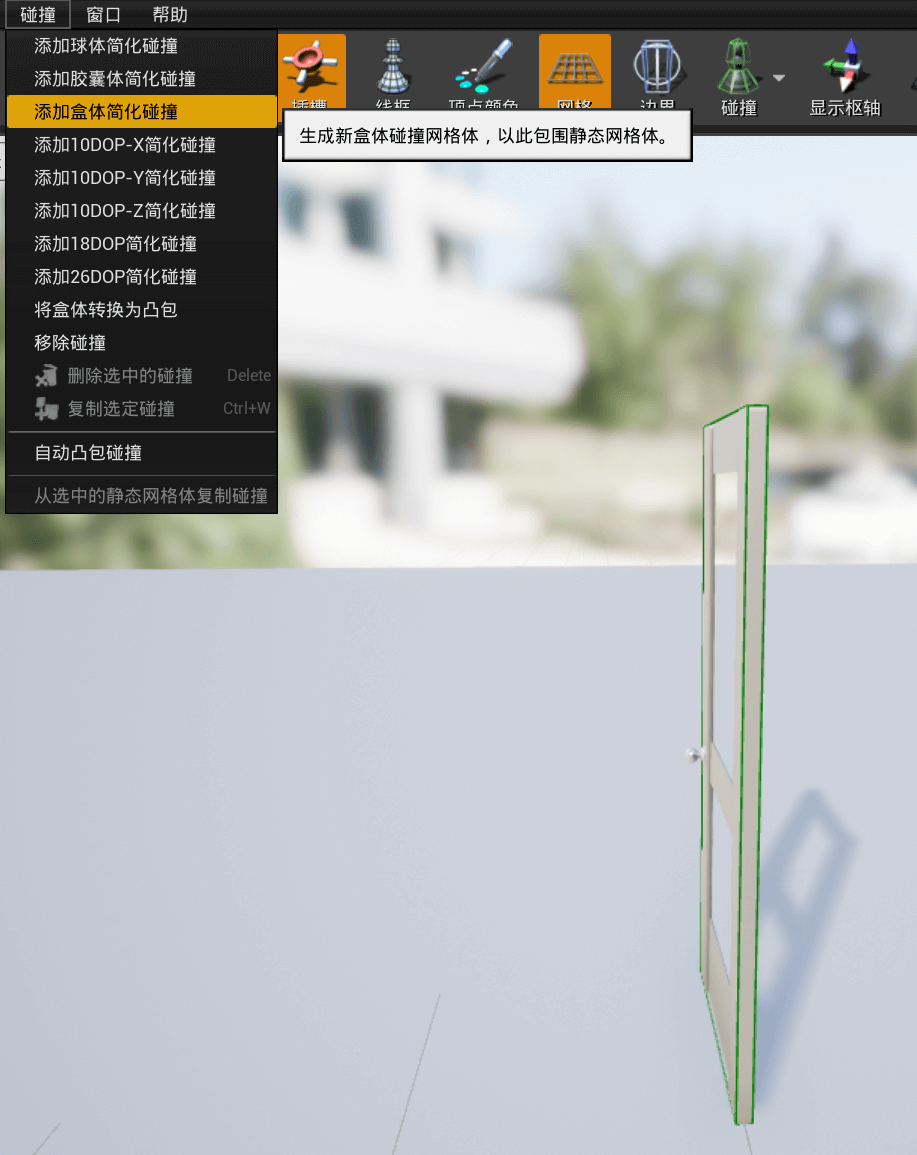 碰撞 窗口 帮助
添加球体简化碰撞
添加胶囊体简化碰撞
添加盒体简化碰撞
添加10DOP-X简化碰撞
添加10DOP-Y简化碰撞
添加10DOP-Z简化碰撞
添加18DOP简化碰撞
添加26DOP简化碰撞
将盒体转换为凸包
移除碰撞
删除选中的碰撞 Delete
复制选定碰撞 Ctrl+W
自动凸包碰撞
从选中的静态网格体复制碰撞
插槽 线框 顶点颜色 网格 边界 碰撞 显示枢轴
生成新盒体碰撞网格体，以此包围静态网格体。